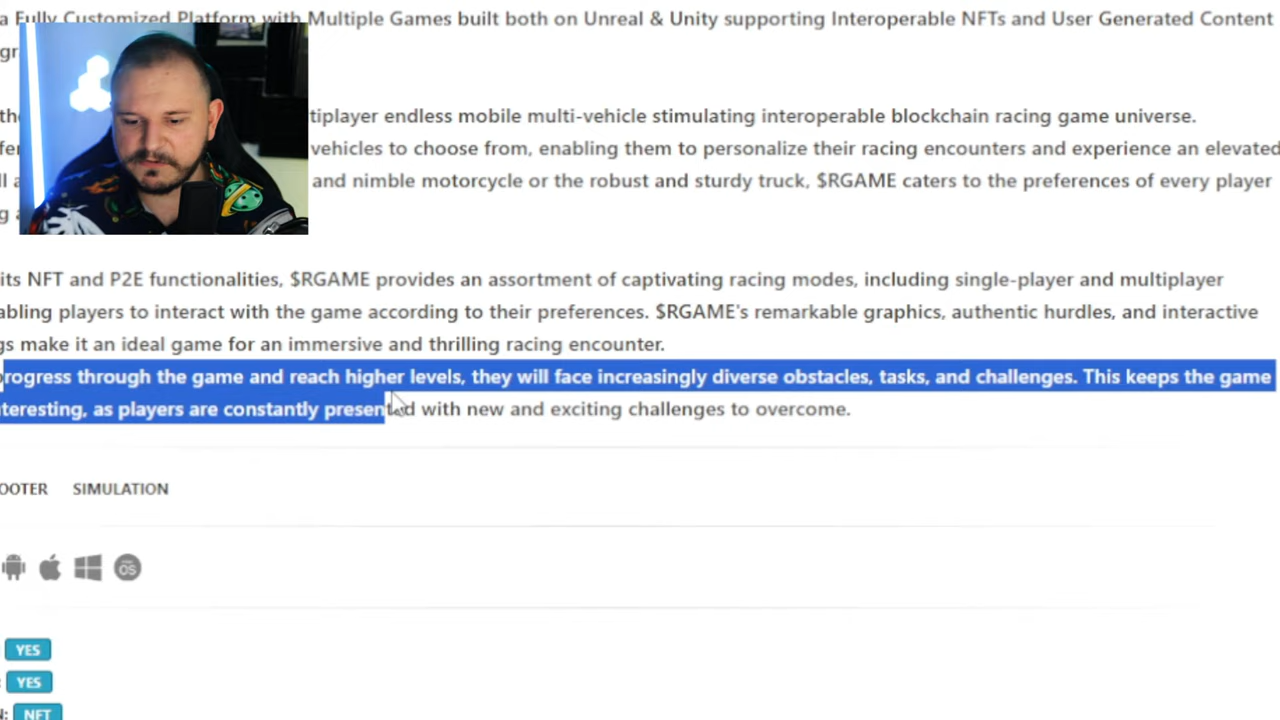 a Fully Customized Platform with Multiple Games built both on Unreal & Unity supporting Interoperable NFTs and User Generated Content
tiplayer endless mobile multi-vehicle stimulating interoperable blockchain racing game universe.
vehicles to choose from, enabling them to personalize their racing encounters and experience an elevated
and nimble motorcycle or the robust and sturdy truck, $RGAME caters to the preferences of every player
its NFT and P2E functionalities, $RGAME provides an assortment of captivating racing modes, including single-player and multiplayer
abling players to interact with the game according to their preferences. $RGAME's remarkable graphics, authentic hurdles, and interactive
gs make it an ideal game for an immersive and thrilling racing encounter.
rogress through the game and reach higher levels, they will face increasingly diverse obstacles, tasks, and challenges. This keeps the game
nteresting, as players are constantly presented with new and exciting challenges to overcome.
OOTER SIMULATION
OS
YES
YES
NFT